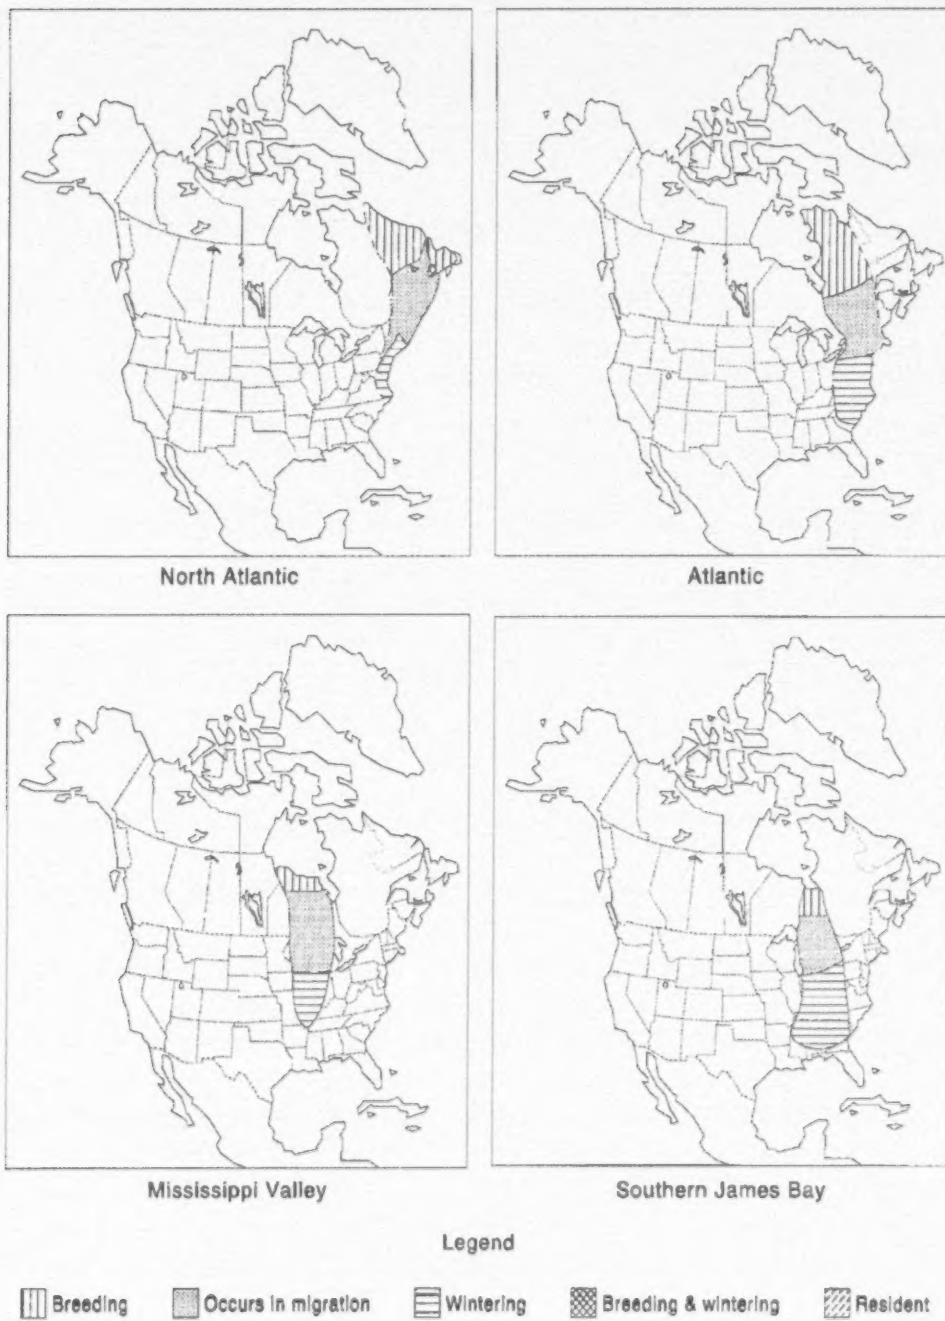 North Atlantic
Atlantic
Mississippi Valley
Southern James Bay
Legend
Breeding
Occurs in migration
Wintering
Breeding & wintering
Resident